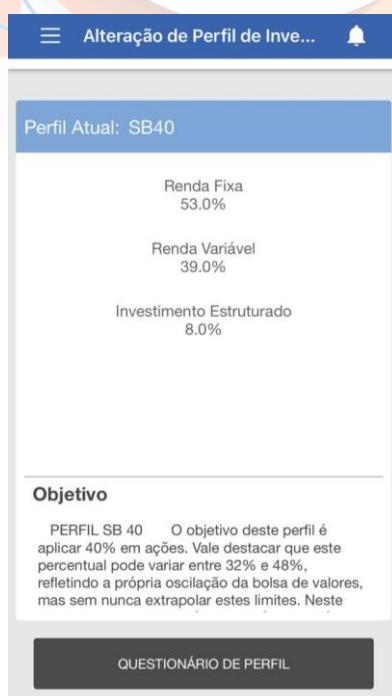 Alteração de Perfil de Inve...
Perfil Atual: SB40
Renda Fixa
53.0%
Renda Variável
39.0%
Investimento Estruturado
8.0%
Objetivo
PERFIL SB 40 O objetivo deste perfil é
aplicar 40% em ações. Vale destacar que este
percentual pode variar entre 32% e 48%,
refletindo a própria oscilação da bolsa de valores,
mas sem nunca extrapolar estes limites. Neste
QUESTIONÁRIO DE PERFIL